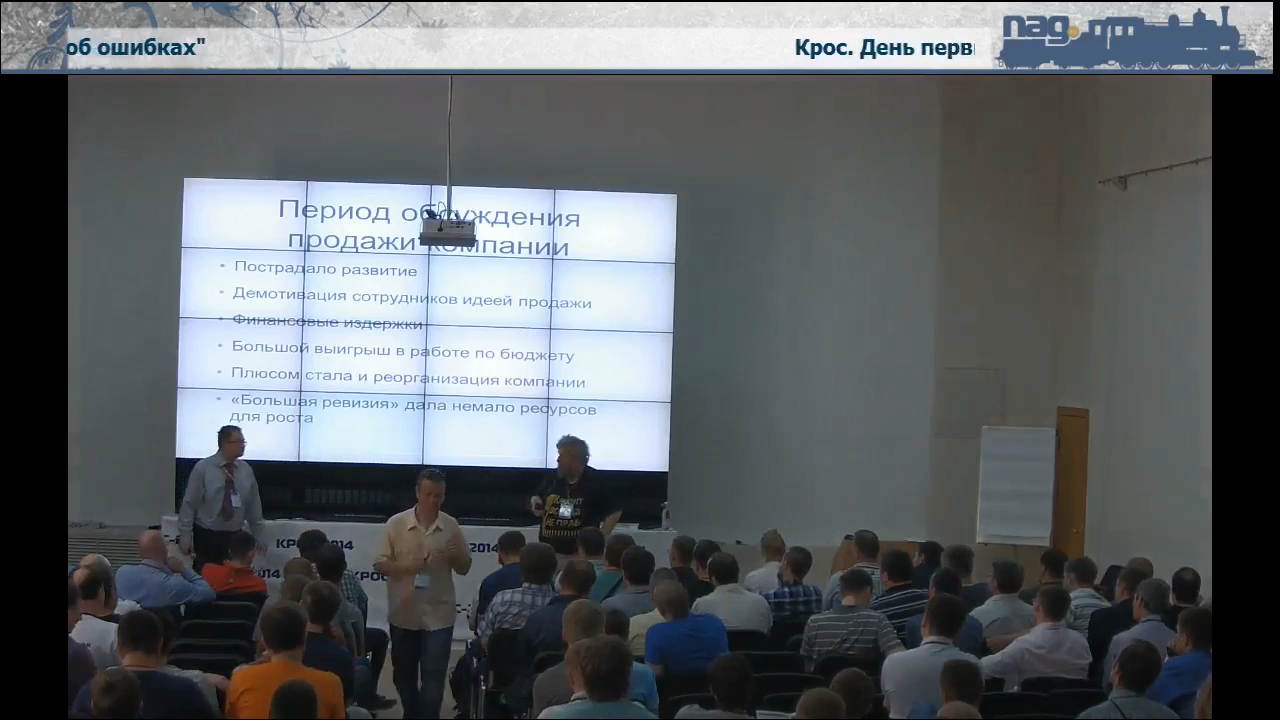 об ошибках"
Крос. День перв
nag
Период обсуждения
продажи компании
• Пострадало развитие
• Демотивация сотрудников идеей продажи
• Финансовые издержки
• Большой выигрыш в работе по бюджету
• Плюсом стала и реорганизация компании
• «Большая ревизия» дала немало ресурсов
для роста
2014